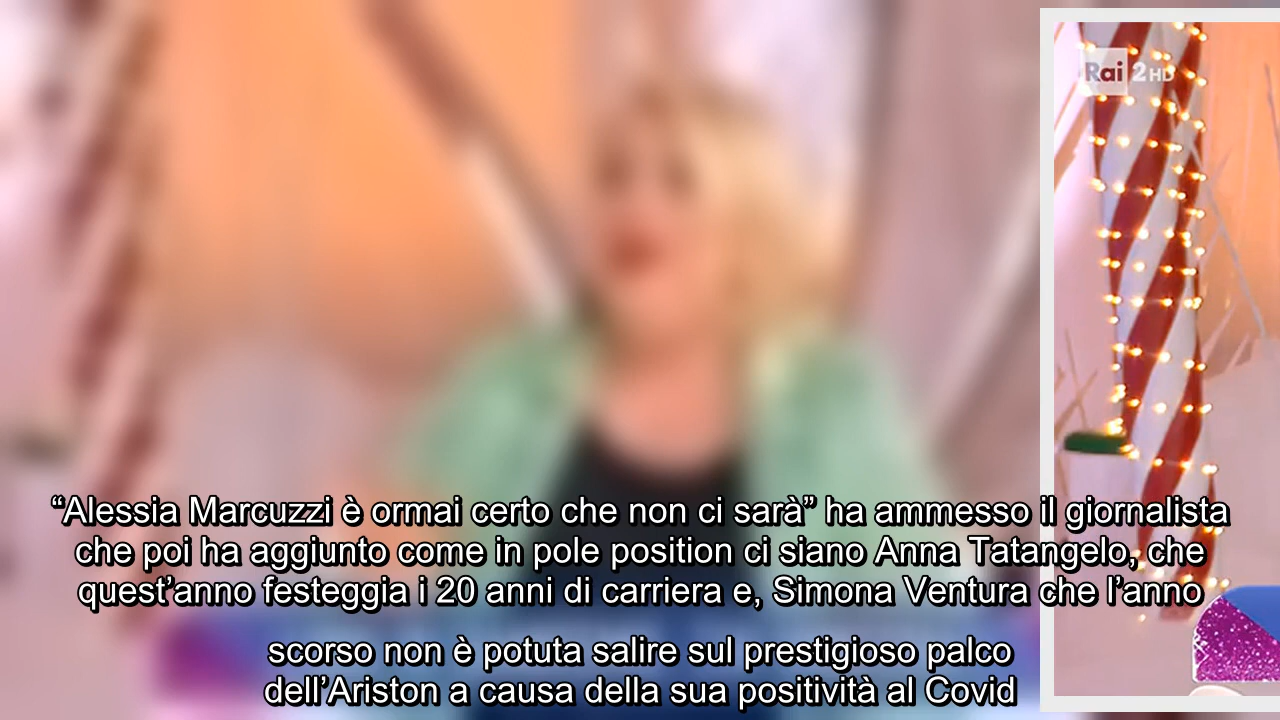 Rai 2HD
“Alessia Marcuzzi è ormai certo che non ci sarà” ha ammesso il giornalista
che poi ha aggiunto come in pole position ci siano Anna Tatangelo, che
quest’anno festeggia i 20 anni di carriera e, Simona Ventura che l’anno
scorso non è potuta salire sul prestigioso palco
dell’Ariston a causa della sua positività al Covid